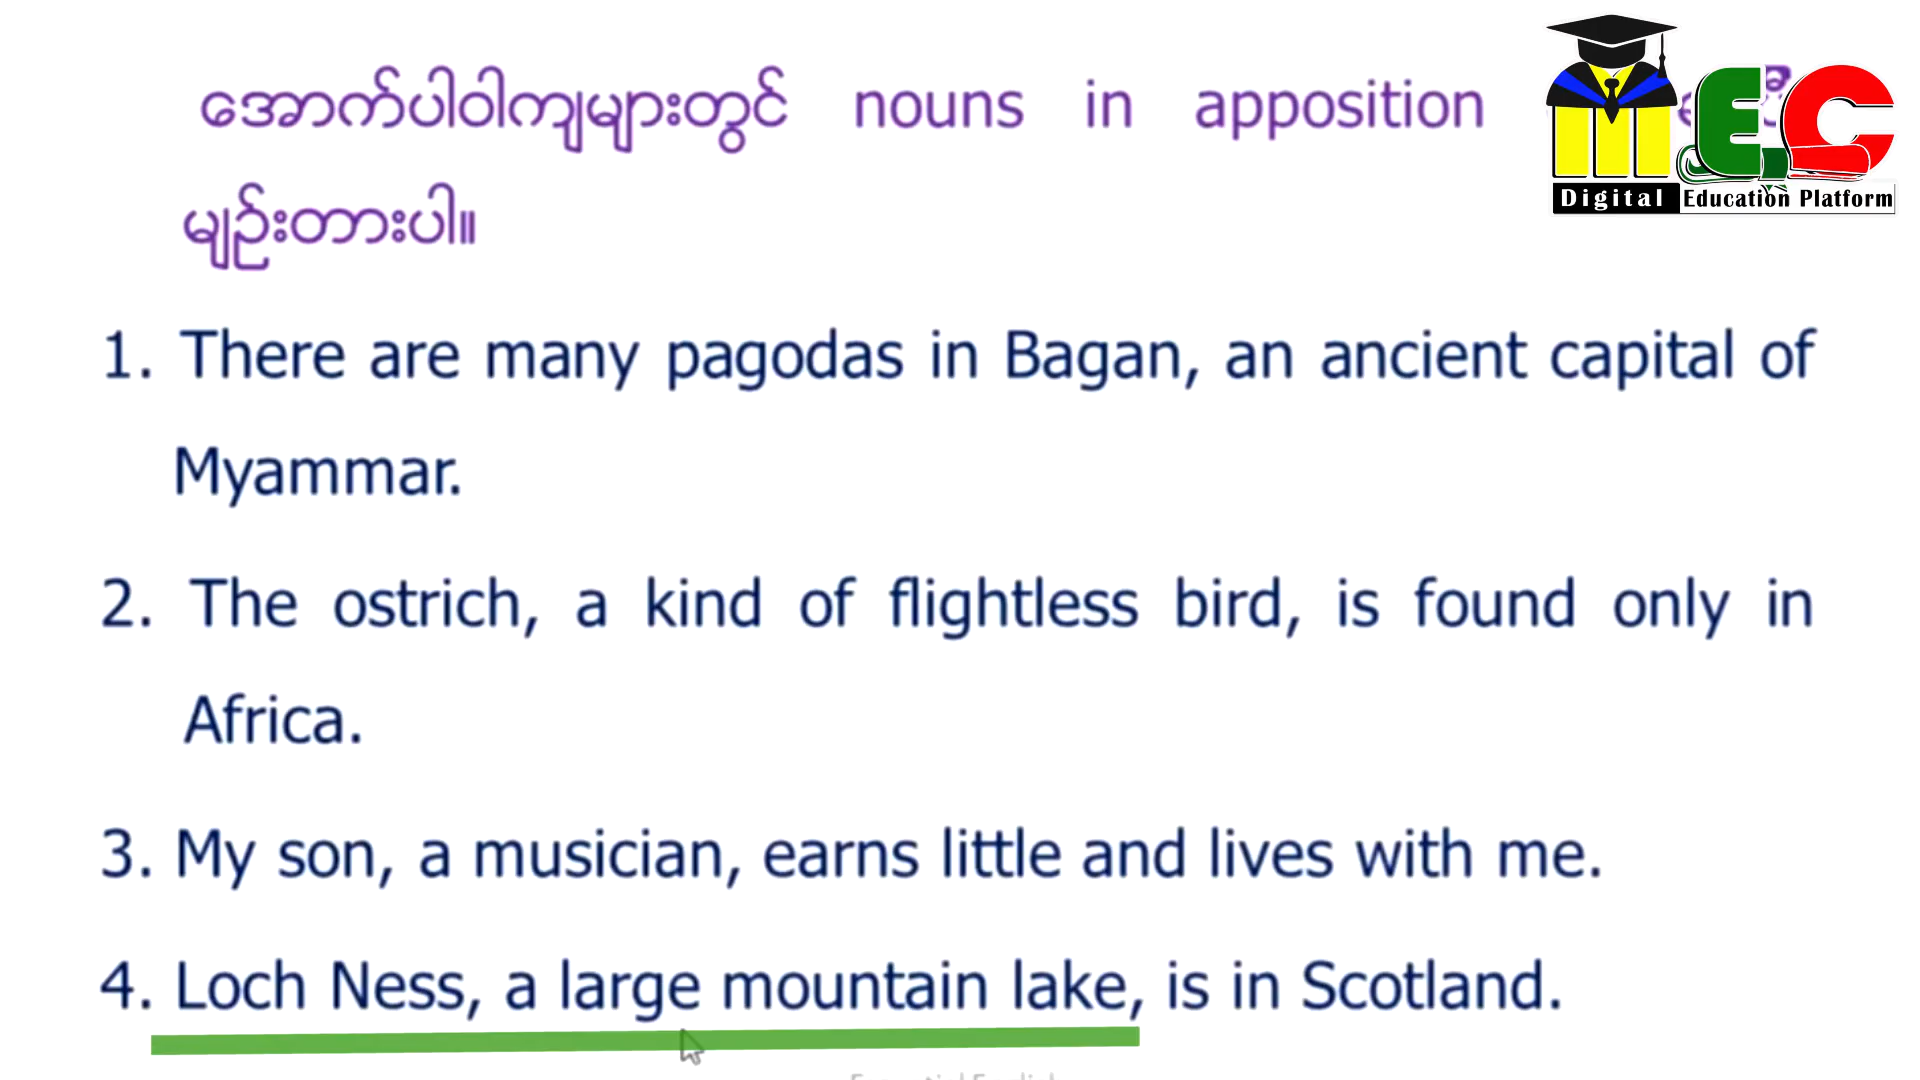 အောက်ပါဝါကျများတွင် nouns in apposition
မျဉ်းတားပါ။
1. There are many pagodas in Bagan, an ancient capital of
Myammar.
2. The ostrich, a kind of flightless bird, is found only in
Africa.
3. My son, a musician, earns little and lives with me.
4. Loch Ness, a large mountain lake, is in Scotland.
MEC
Digital Education Platform